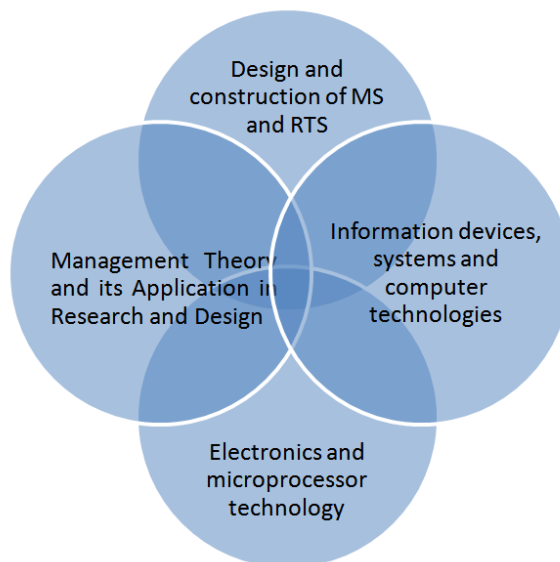 Design and
construction of MS
and RTS
Management Theory
and its Application in
Research and Design
Information devices,
systems and
computer
technologies
Electronics and
microprocessor
technology